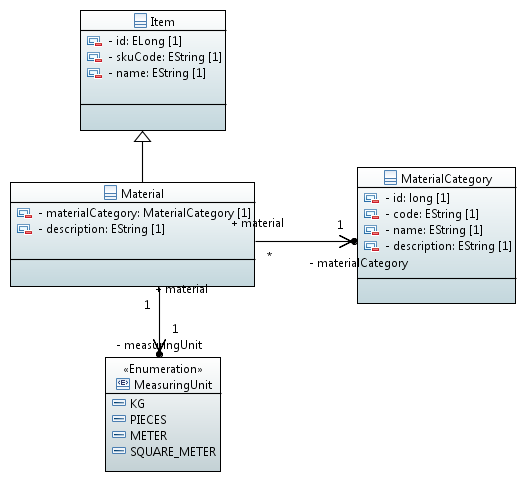 Item
- id: ELong [1]
- skuCode: EString [1]
- name: EString [1]
Material
- materialCategory: MaterialCategory [1]
- description: EString [1]
+ material
1
*
- materialCategory
MaterialCategory
- id: long [1]
- code: EString [1]
- name: EString [1]
- description: EString [1]
+ material
1
1
- measuringUnit
«Enumeration»
<E> MeasuringUnit
KG
PIECES
METER
SQUARE_METER